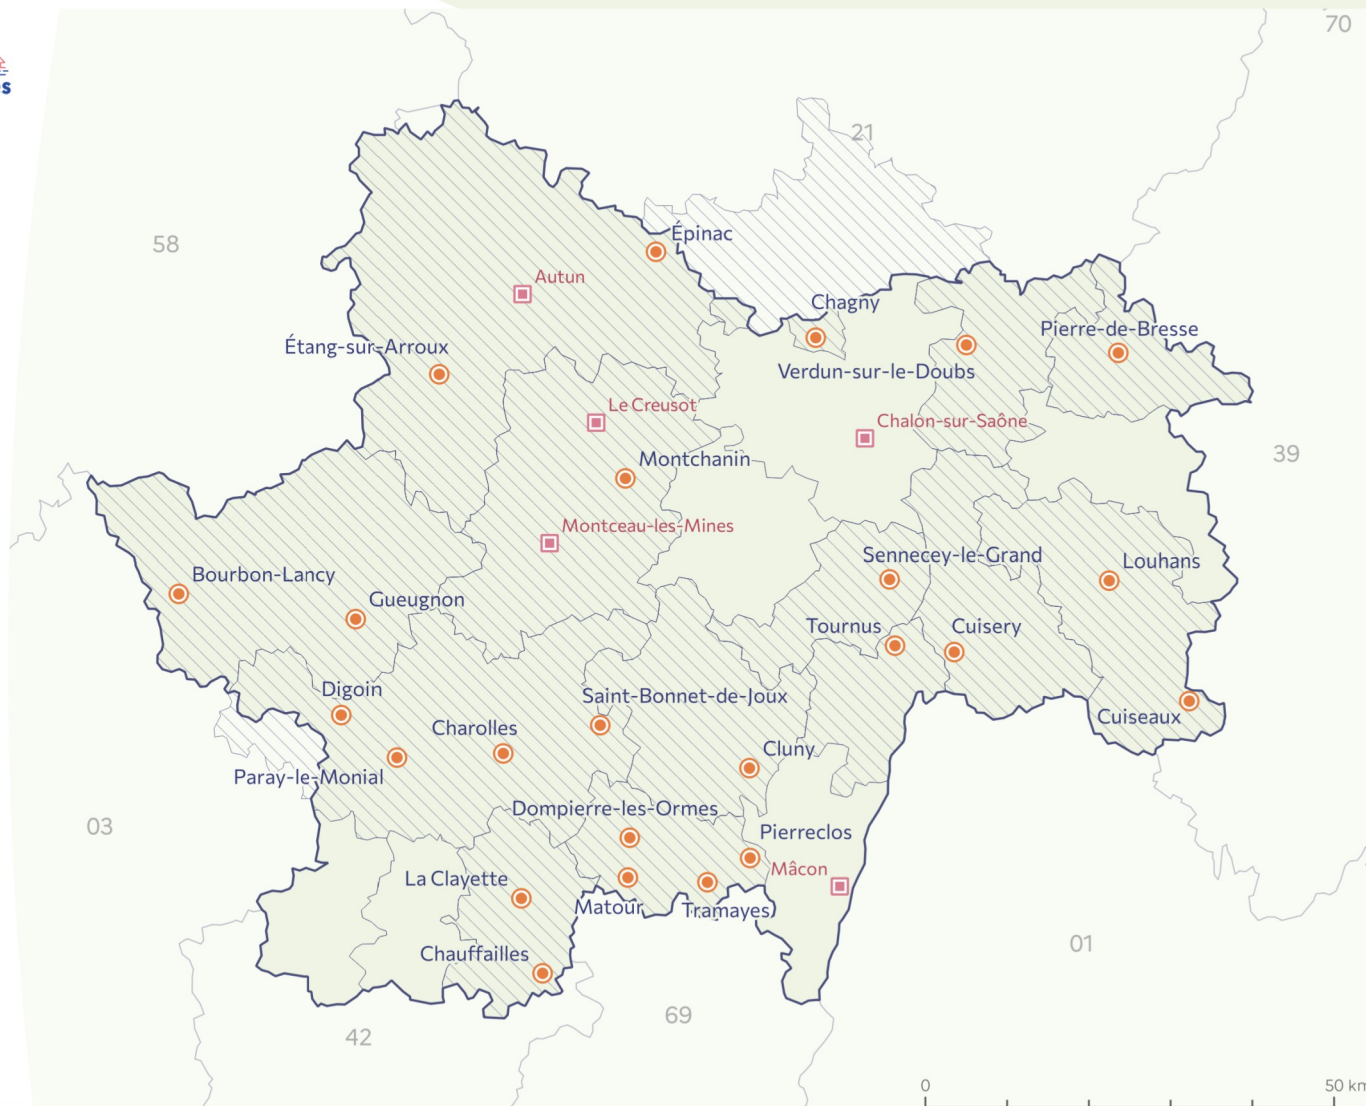 70
21
58
Épinac
Autun
Chagny
Pierre-de-Bresse
Étang-sur-Arroux
Verdun-sur-le-Doubs
Le Creusot
Chalon-sur-Saône
39
Montchanin
Montceau-les-Mines
Sennecey-le-Grand
Louhans
Bourbon-Lancy
Gueugnon
Tournus
Cuisery
Digoin
Saint-Bonnet-de-Joux
Cuiseaux
Charolles
Cluny
Paray-le-Monial
Dompierre-les-Ormes
03
Pierreclos
Mâcon
La Clayette
Matour
Tramayes
01
Chauffailles
69
42
0
50 km